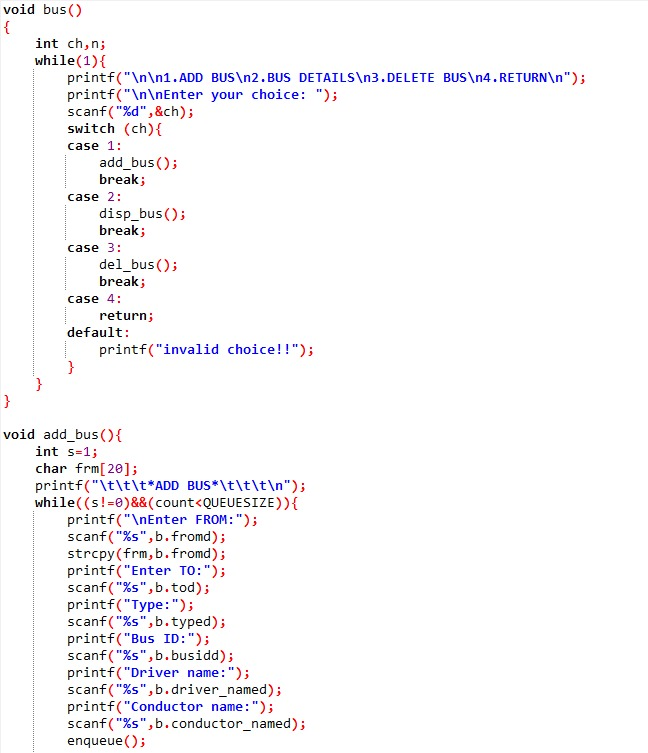 void bus()
{
    int ch,n;
    while(1){
        printf("\n\n1.ADD BUS\n2.BUS DETAILS\n3.DELETE BUS\n4.RETURN\n");
        printf("\n\nEnter your choice: ");
        scanf("%d",&ch);
        switch (ch){
        case 1:
            add_bus();
            break;
        case 2:
            disp_bus();
            break;
        case 3:
            del_bus();
            break;
        case 4:
            return;
        default:
            printf("invalid choice!!");
        }
    }
}

void add_bus(){
    int s=1;
    char frm[20];
    printf("\t\t\t*ADD BUS*\t\t\t\n");
    while((s!=0)&&(count<QUEUESIZE)){
        printf("\nEnter FROM:");
        scanf("%s",b.fromd);
        strcpy(frm,b.fromd);
        printf("Enter TO:");
        scanf("%s",b.tod);
        printf("Type:");
        scanf("%s",b.typed);
        printf("Bus ID:");
        scanf("%s",b.busidd);
        printf("Driver name:");
        scanf("%s",b.driver_named);
        printf("Conductor name:");
        scanf("%s",b.conductor_named);
        enqueue();